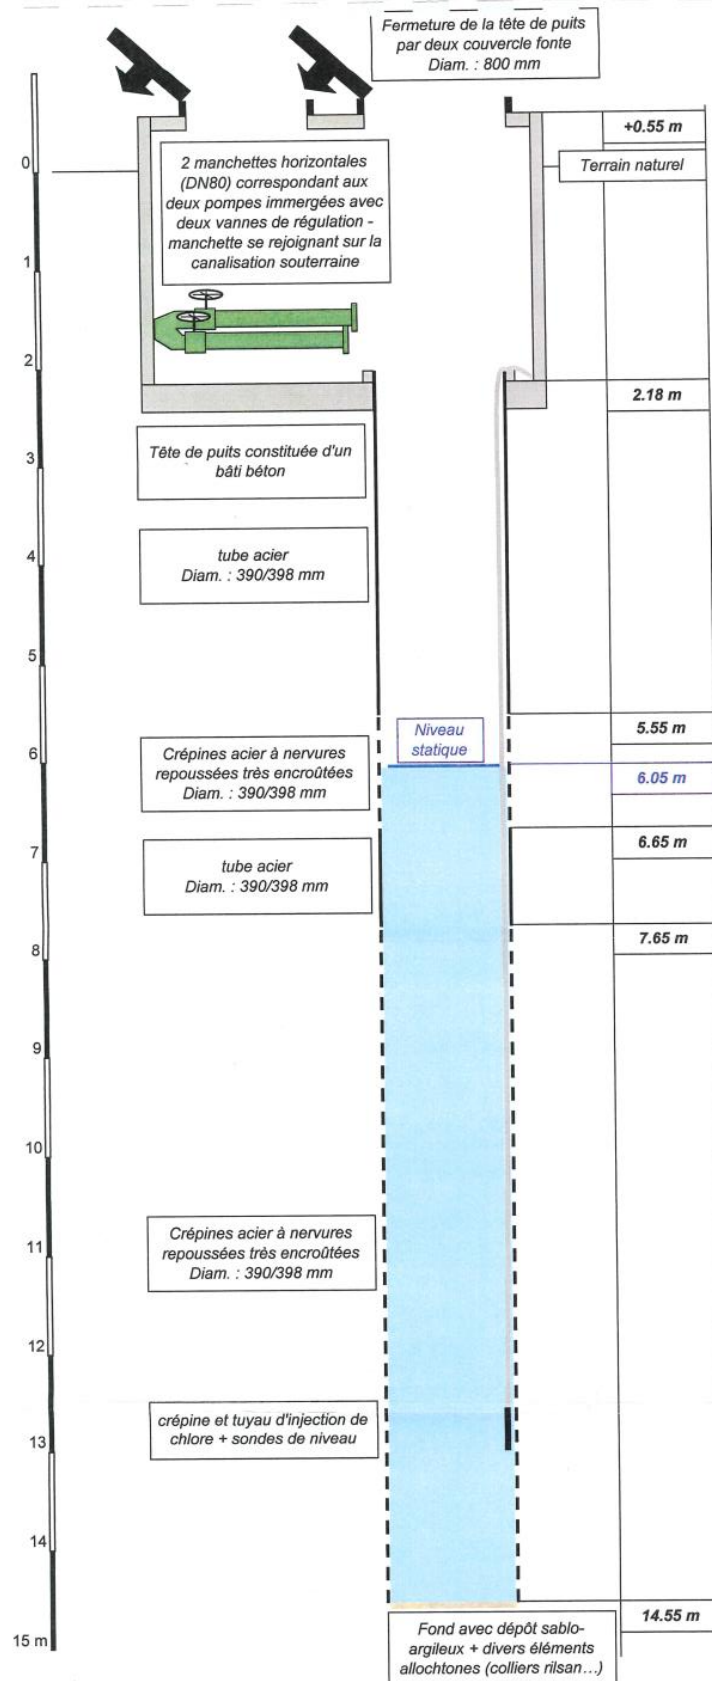 Fermeture de la tête de puits
par deux couvercle fonte
Diam. : 800 mm
+0.55 m
0
2 manchettes horizontales
(DN80) correspondant aux
deux pompes immergées avec
deux vannes de régulation -
manchette se rejoignant sur la
canalisation souterraine
Terrain naturel
1
2
2.18 m
Tête de puits constituée d'un
bâti béton
3
4
tube acier
Diam. : 390/398 mm
5
5.55 m
Niveau
statique
6
Crépines acier à nervures
repoussées très encroûtées
Diam. : 390/398 mm
6.05 m
6.65 m
7
tube acier
Diam. : 390/398 mm
7.65 m
8
9
10
11
Crépines acier à nervures
repoussées très encroûtées
Diam. : 390/398 mm
12
crépine et tuyau d'injection de
chlore + sondes de niveau
13
14
14.55 m
15 m
Fond avec dépôt sablo-
argileux + divers éléments
allochtones (colliers rilsan...)